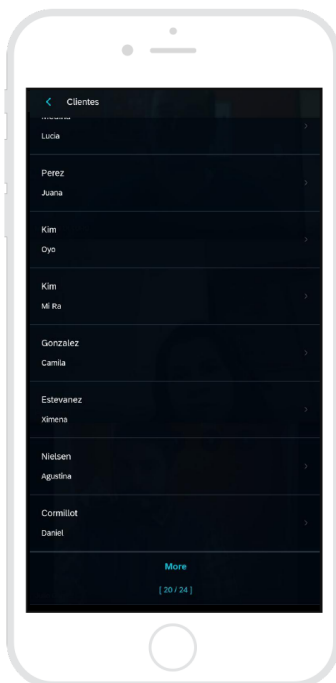 Clientes
Lucia
Perez
Juana
Kim
Oyo
Kim
Mi Ra
Gonzalez
Camila
Estevanez
Ximena
Nielsen
Agustina
Cormillot
Daniel
More
[ 20 / 24 ]